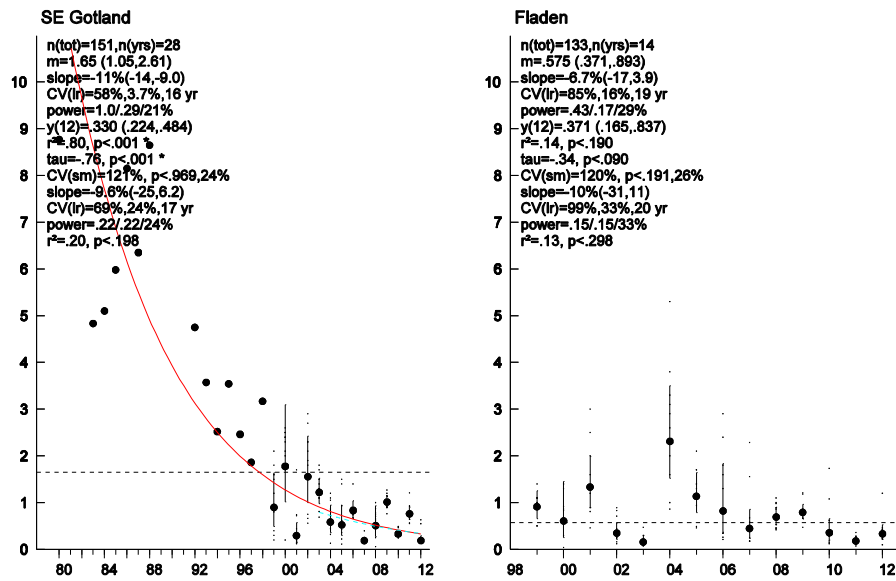 SE Gotland
n(tot)=151,n(yrs)=28
m=1.65 (1.05,2.61)
slope=-11%(-14,-9.0)
CV(lr)=58%,3.7%,16 yr
power=1.0/.29/21%
y(12)=.330 (.224,.484)
r²=.80, p<.001 *
tau=-.76, p<.001 *
CV(sm)=121%, p<.969,24%
slope=-9.6%(-25,6.2)
CV(lr)=69%,24%,17 yr
power=.22/.22/24%
r²=.20, p<.198
10
9
8
7
6
5
4
3
2
1
0
80 84 88 92 96 00 04 08 12
Fladen
n(tot)=133,n(yrs)=14
m=.575 (.371,.893)
slope=-6.7%(-17,3.9)
CV(lr)=85%,16%,19 yr
power=.43/.17/29%
y(12)=.371 (.165,.837)
r²=.14, p<.190
tau=-.34, p<.090
CV(sm)=120%, p<.191,26%
slope=-10%(-31,11)
CV(lr)=99%,33%,20 yr
power=.15/.15/33%
r²=.13, p<.298
10
9
8
7
6
5
4
3
2
1
0
98 00 02 04 06 08 10 12